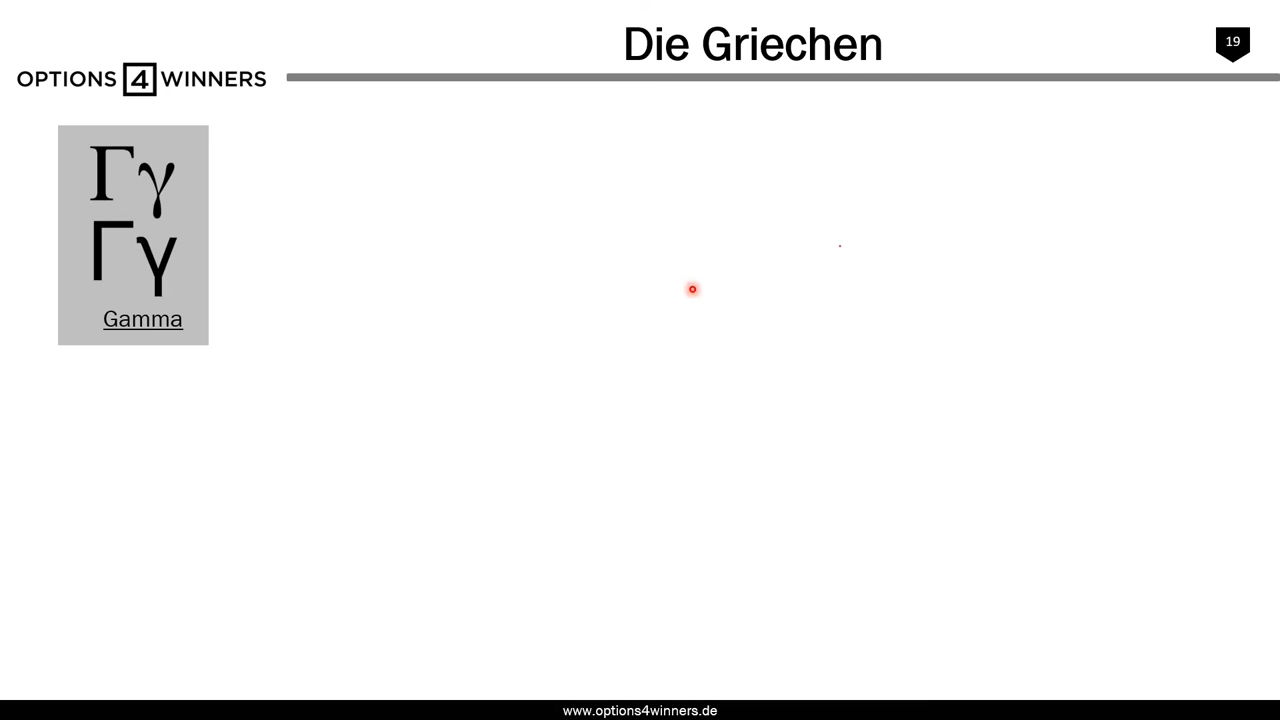 Die Griechen
19
OPTIONS 4 WINNERS
Γγ
Γγ
Gamma
www.options4winners.de